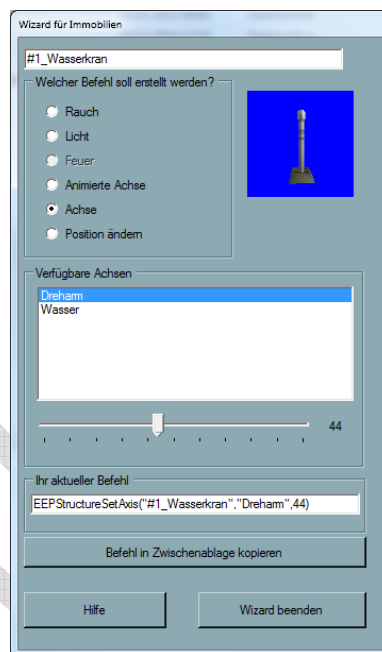 Wizard für Immobilien
#1_Wasserkran
Welcher Befehl soll erstellt werden?
Rauch
Licht
Feuer
Animierte Achse
Achse
Position ändern
Verfügbare Achsen
Dreharm
Wasser
44
Ihr aktueller Befehl
EEPStructureSetAxis("#1_Wasserkran","Dreharm",44)
Befehl in Zwischenablage kopieren
Hilfe
Wizard beenden